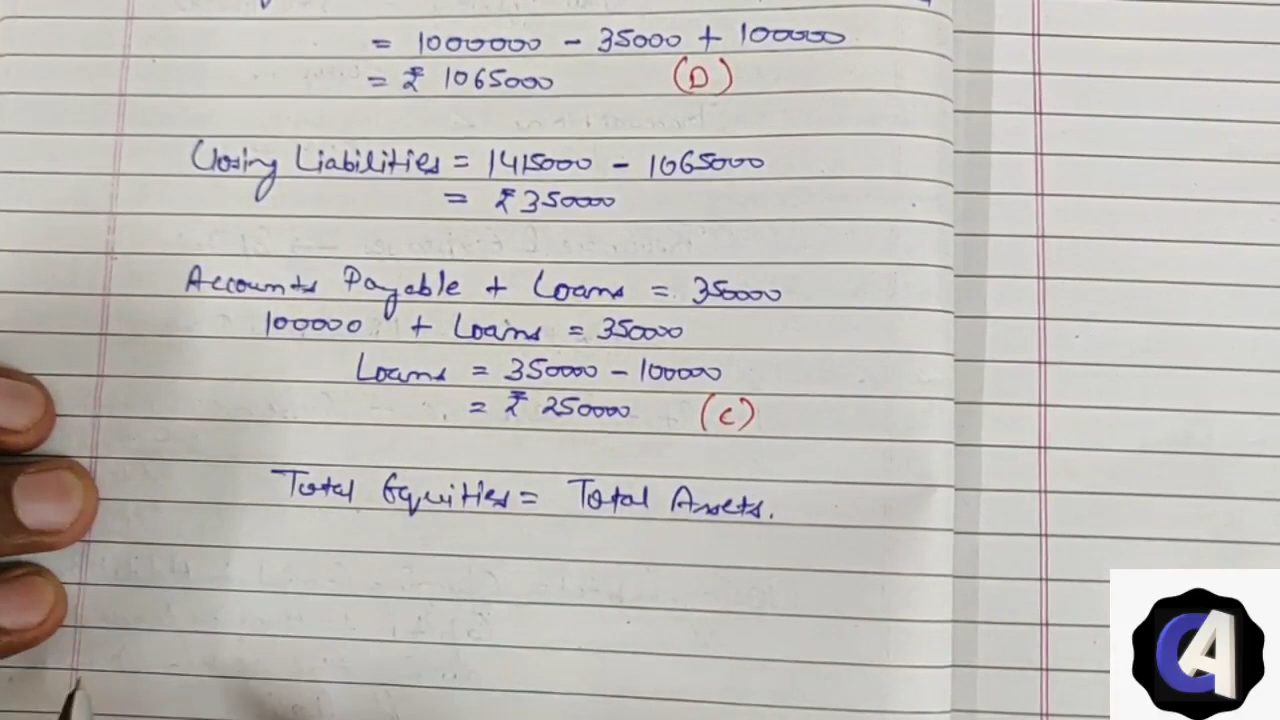 = 1000000 - 35000 + 100000
= ₹ 1065000 (D)
Closing Liabilities = 1415000 - 1065000
= ₹ 350000
Accounts Payable + Loans = 350000
100000 + Loans = 350000
Loans = 350000 - 100000
= ₹ 250000 (C)
Total Equities = Total Assets.
CA